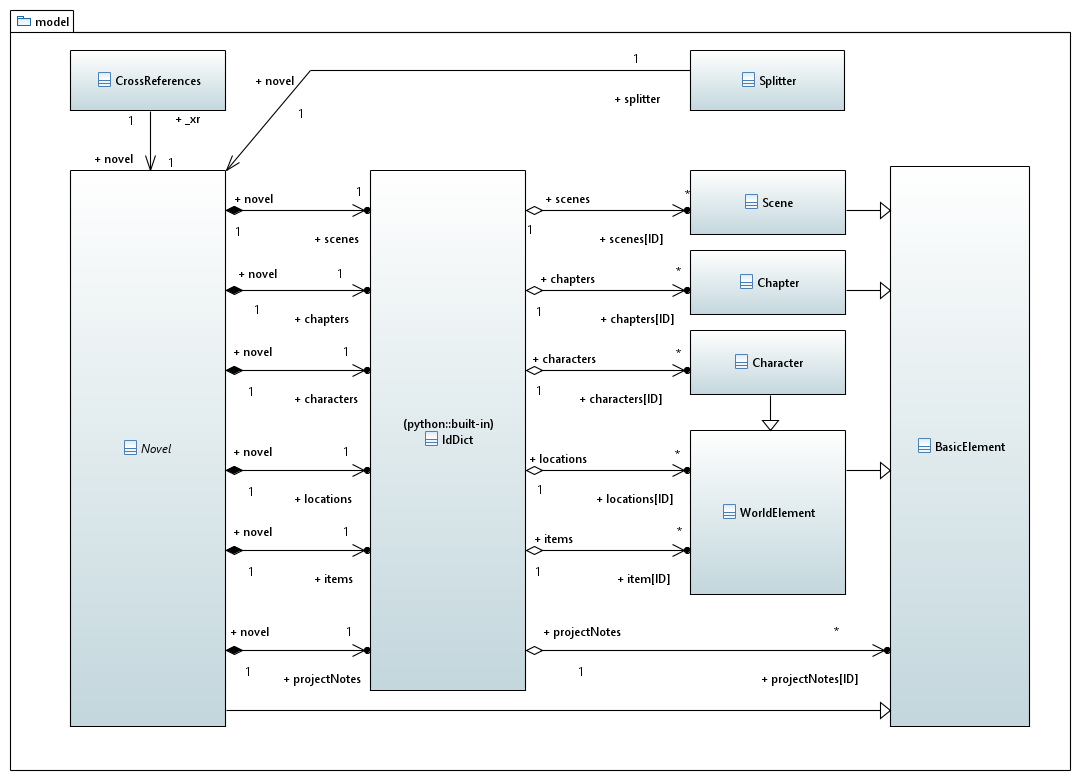 model
CrossReferences
1
+ _xr
+ novel
1
1
+ novel
+ splitter
1
Splitter
Novel
+ novel
1
1
+ scenes
+ novel
1
1
+ chapters
+ novel
1
1
+ characters
+ novel
1
1
+ locations
+ novel
1
1
+ items
+ novel
1
1
+ projectNotes
(python::built-in)
IdDict
+ scenes
*
1
+ scenes[ID]
+ chapters
*
1
+ chapters[ID]
+ characters
*
1
+ characters[ID]
+ locations
*
1
+ locations[ID]
+ items
*
1
+ item[ID]
+ projectNotes
*
1
+ projectNotes[ID]
Scene
Chapter
Character
WorldElement
BasicElement